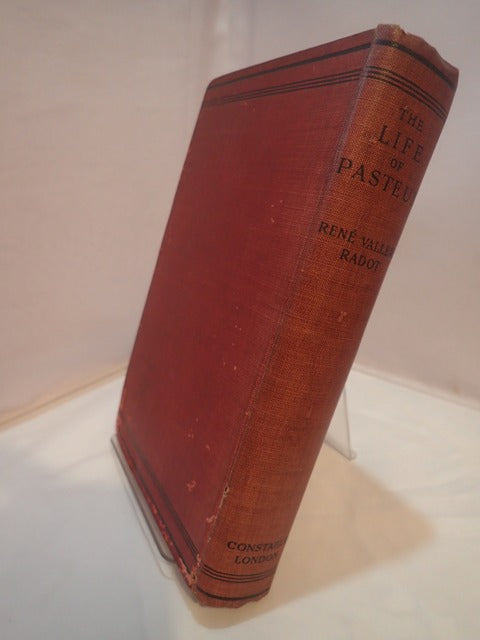 THE
LIFE
OF
PASTEU
RENÉ VALLE
RADOT
CONSTAB
LONDON